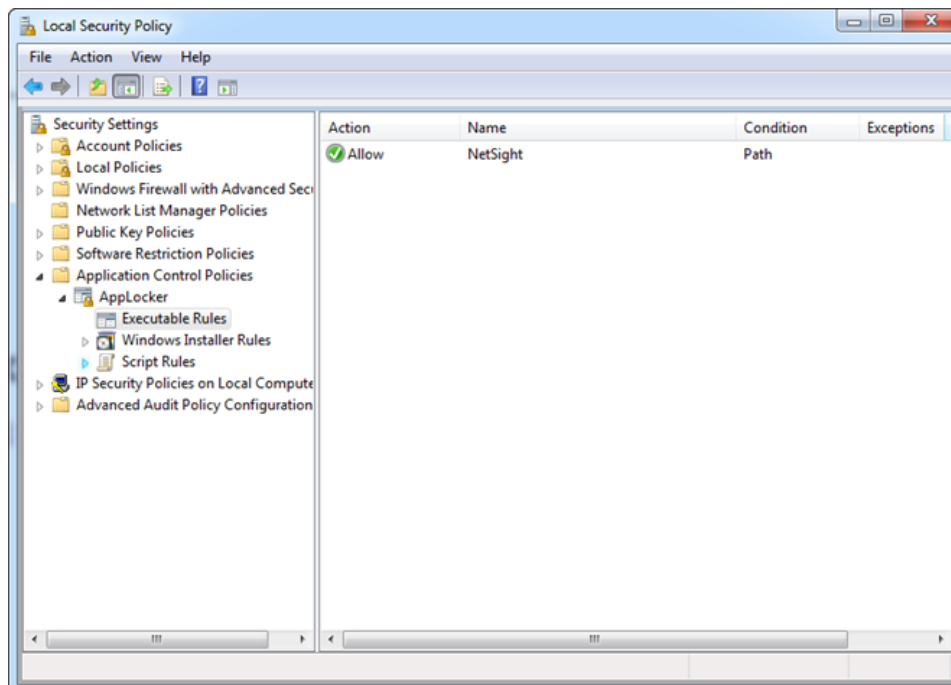 Local Security Policy
File Action View Help
Security Settings
Account Policies
Local Policies
Windows Firewall with Advanced Secu
Network List Manager Policies
Public Key Policies
Software Restriction Policies
Application Control Policies
AppLocker
Executable Rules
Windows Installer Rules
Script Rules
IP Security Policies on Local Compute
Advanced Audit Policy Configuration
Action Name Condition Exceptions
Allow NetSight Path